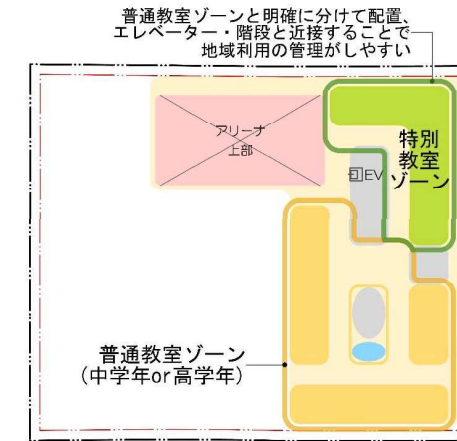 普通教室ゾーンと明確に分けて配置、
エレベーター・階段と近接することで
地域利用の管理がしやすい
アリーナ
上部
特別
教室
ゾーン
EV
普通教室ゾーン
(中学年or高学年)